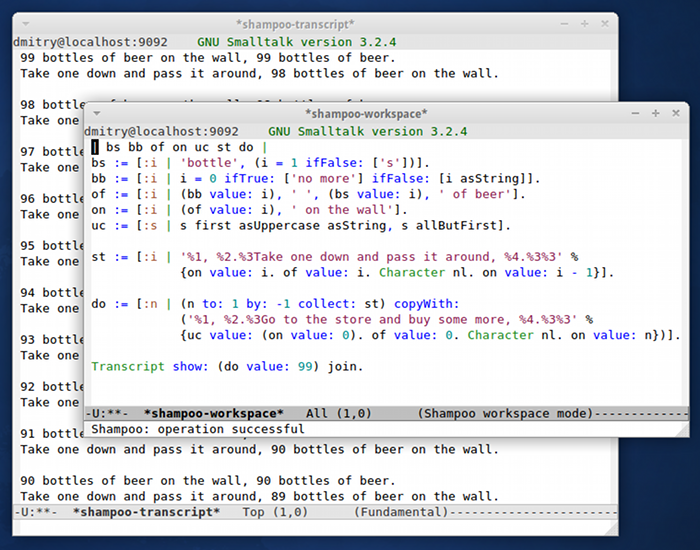 *shampoo-transcript*
dmitry@localhost:9092    GNU Smalltalk version 3.2.4
99 bottles of beer on the wall, 99 bottles of beer.
Take one down and pass it around, 98 bottles of beer on the wall.
98 bottles
Take one
97 bottle
Take one
96 bottle
Take one
95 bottle
Take one
94 bottle
Take one
93 bottle
Take one
92 bottle
Take one
91 bottle
Take one down and pass it around, 90 bottles of beer on the wall.
90 bottles of beer on the wall, 90 bottles of beer.
Take one down and pass it around, 89 bottles of beer on the wall.
-U:**-  *shampoo-transcript*   Top (1,0)      (Fundamental)-----------------------
*shampoo-workspace*
dmitry@localhost:9092    GNU Smalltalk version 3.2.4
| bs bb of on uc st do |
bs := [:i | 'bottle', (i = 1 ifFalse: ['s'])].
bb := [:i | i = 0 ifTrue: ['no more'] ifFalse: [i asString]].
of := [:i | (bb value: i), ' ', (bs value: i), ' of beer'].
on := [:i | (of value: i), ' on the wall'].
uc := [:s | s first asUppercase asString, s allButFirst].
st := [:i | '%1, %2.%3Take one down and pass it around, %4.%3%3' %
            {on value: i. of value: i. Character nl. on value: i - 1}].
do := [:n | (n to: 1 by: -1 collect: st) copyWith:
            ('%1, %2.%3Go to the store and buy some more, %4.%3%3' %
            {uc value: (on value: 0). of value: 0. Character nl. on value: n})].
Transcript show: (do value: 99) join.
-U:**-  *shampoo-workspace*   All (1,0)      (Shampoo workspace mode)-------------
Shampoo: operation successful